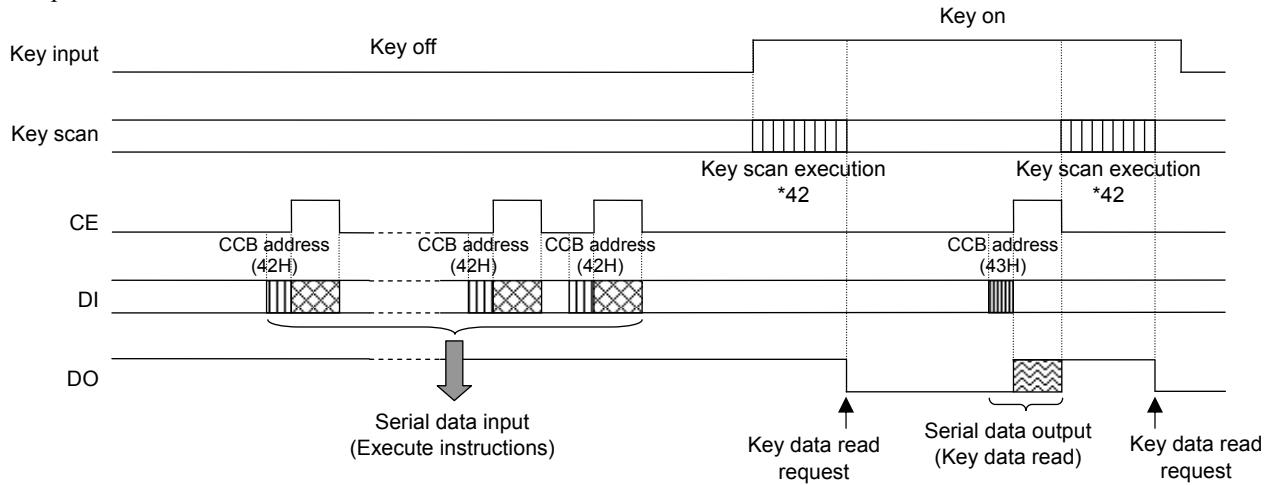 Key on
Key input
Key off
Key scan
Key scan execution
*42
Key scan execution
*42
CE
CCB address
(42H)
CCB address
(42H)
CCB address
(42H)
CCB address
(43H)
DI
DO
Serial data input
(Execute instructions)
Key data read
request
Serial data output
(Key data read)
Key data read
request